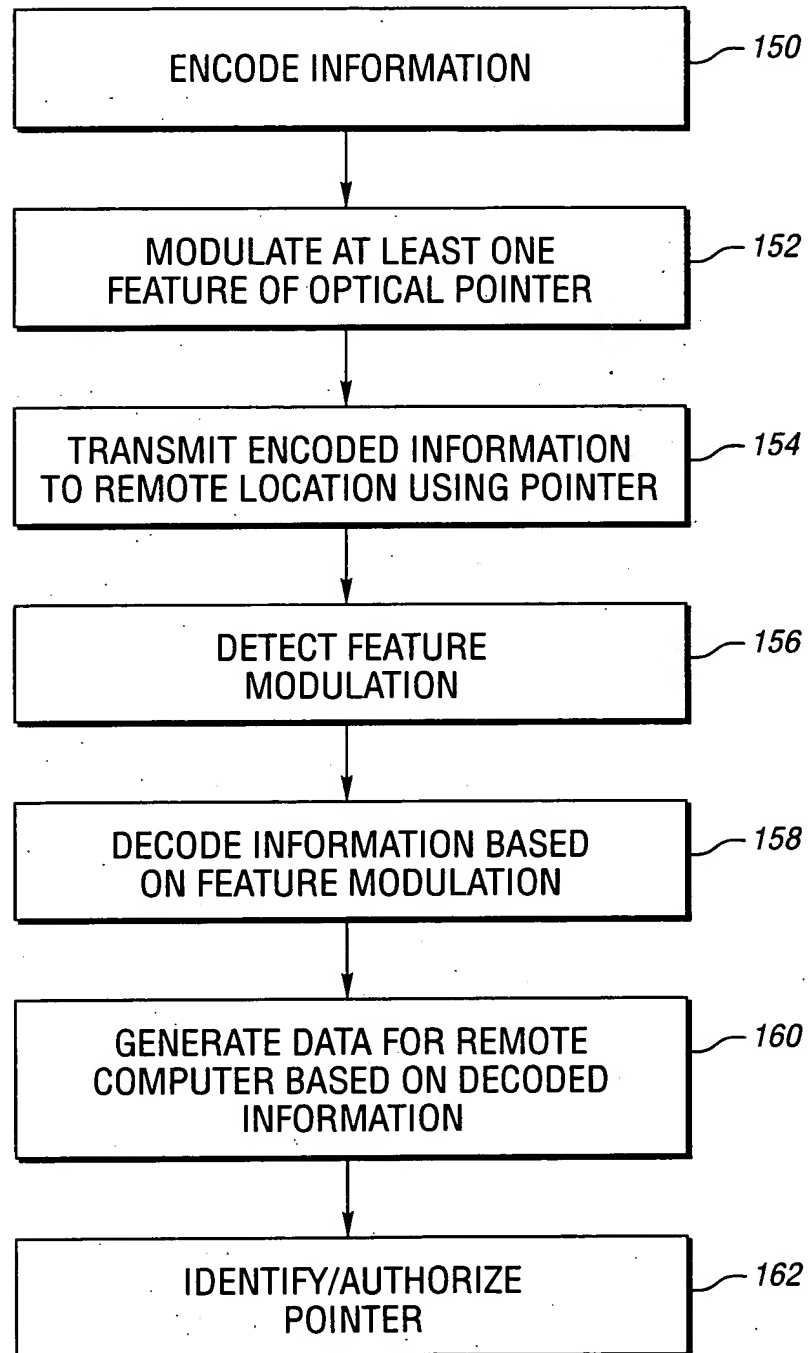 ENCODE INFORMATION
150
MODULATE AT LEAST ONE
FEATURE OF OPTICAL POINTER
152
TRANSMIT ENCODED INFORMATION
TO REMOTE LOCATION USING POINTER
154
DETECT FEATURE
MODULATION
156
DECODE INFORMATION BASED
ON FEATURE MODULATION
158
GENERATE DATA FOR REMOTE
COMPUTER BASED ON DECODED
INFORMATION
160
IDENTIFY/AUTHORIZE
POINTER
162